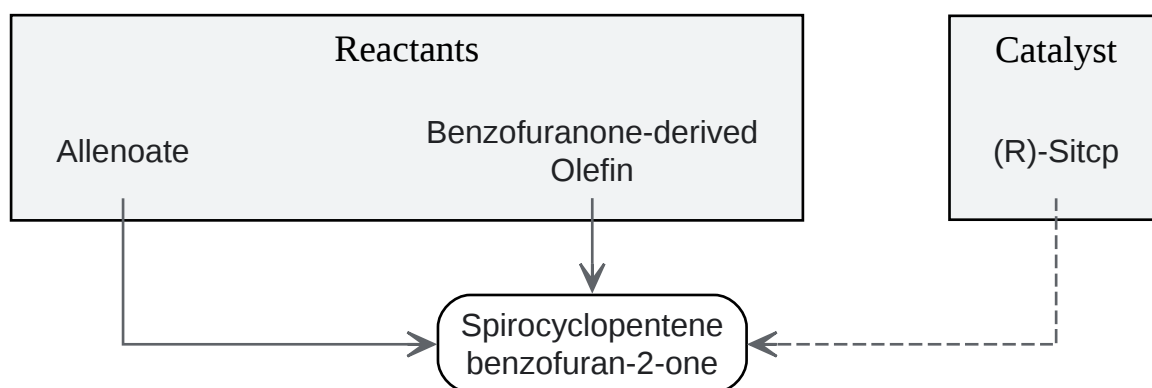 Reactants
Catalyst
Allenoate
Benzofuranone-derived
Olefin
(R)-Sitcp
Spirocyclopentene
benzofuran-2-one